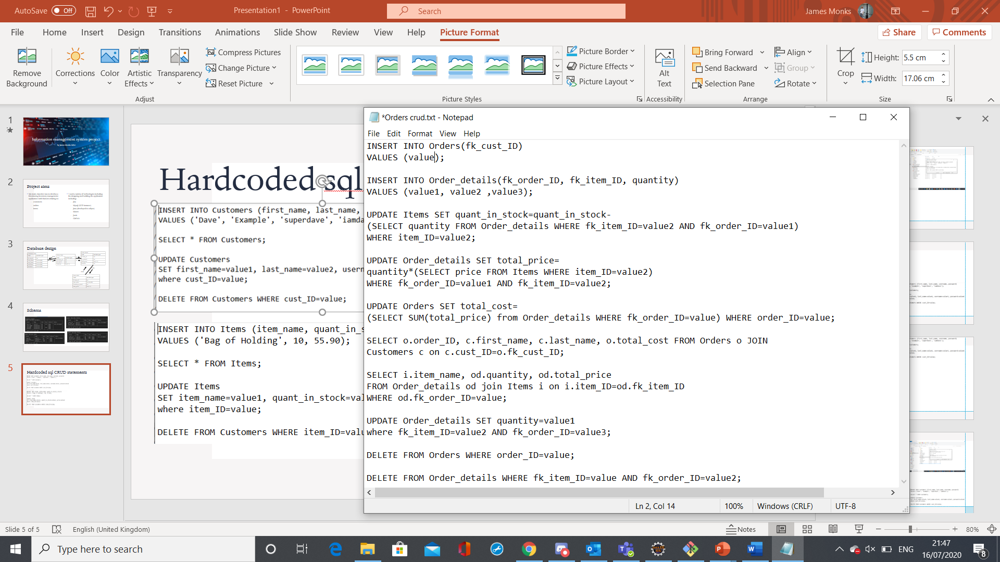 AutoSave Off
Presentation1 - PowerPoint
Search
James Monks
File Home Insert Design Transitions Animations Slide Show Review View Help Picture Format
Share
Comments
Remove Background
Corrections
Color
Artistic Effects
Transparency
Compress Pictures
Change Picture
Reset Picture
Adjust
Picture Styles
Picture Border
Picture Effects
Picture Layout
Alt Text
Accessibility
Bring Forward
Send Backward
Selection Pane
Align
Group
Rotate
Arrange
Crop
Height: 5.5 cm
Width: 17.06 cm
Size
1
Information management system project
2
Project aims
3
Database design
4
Schema
5
Hardcoded sql CRUD statements
Hardcoded sql
INSERT INTO Customers (first_name, last_name,
VALUES ('Dave', 'Example', 'superdave', 'iamda
SELECT * FROM Customers;
UPDATE Customers
SET first_name=value1, last_name=value2, usern
where cust_ID=value;
DELETE FROM Customers WHERE cust_ID=value;
INSERT INTO Items (item_name, quant_in_s
VALUES ('Bag of Holding', 10, 55.90);
SELECT * FROM Items;
UPDATE Items
SET item_name=value1, quant_in_stock=val
where item_ID=value;
DELETE FROM Customers WHERE item_ID=valu
*Orders crud.txt - Notepad
File Edit Format View Help
INSERT INTO Orders(fk_cust_ID)
VALUES (value);
INSERT INTO Order_details(fk_order_ID, fk_item_ID, quantity)
VALUES (value1, value2 ,value3);
UPDATE Items SET quant_in_stock=quant_in_stock-
(SELECT quantity FROM Order_details WHERE fk_item_ID=value2 AND fk_order_ID=value1)
WHERE item_ID=value2;
UPDATE Order_details SET total_price=
quantity*(SELECT price FROM Items WHERE item_ID=value2)
WHERE fk_order_ID=value1 AND fk_item_ID=value2;
UPDATE Orders SET total_cost=
(SELECT SUM(total_price) from Order_details WHERE fk_order_ID=value) WHERE order_ID=value;
SELECT o.order_ID, c.first_name, c.last_name, o.total_cost FROM Orders o JOIN
Customers c on c.cust_ID=o.fk_cust_ID;
SELECT i.item_name, od.quantity, od.total_price
FROM Order_details od join Items i on i.item_ID=od.fk_item_ID
WHERE od.fk_order_ID=value;
UPDATE Order_details SET quantity=value1
where fk_item_ID=value2 AND fk_order_ID=value3;
DELETE FROM Orders WHERE order_ID=value;
DELETE FROM Order_details WHERE fk_item_ID=value AND fk_order_ID=value2;
Ln 2, Col 14
100%
Windows (CRLF)
UTF-8
Slide 5 of 5
English (United Kingdom)
Notes
80%
Type here to search
ENG
21:47
16/07/2020
8